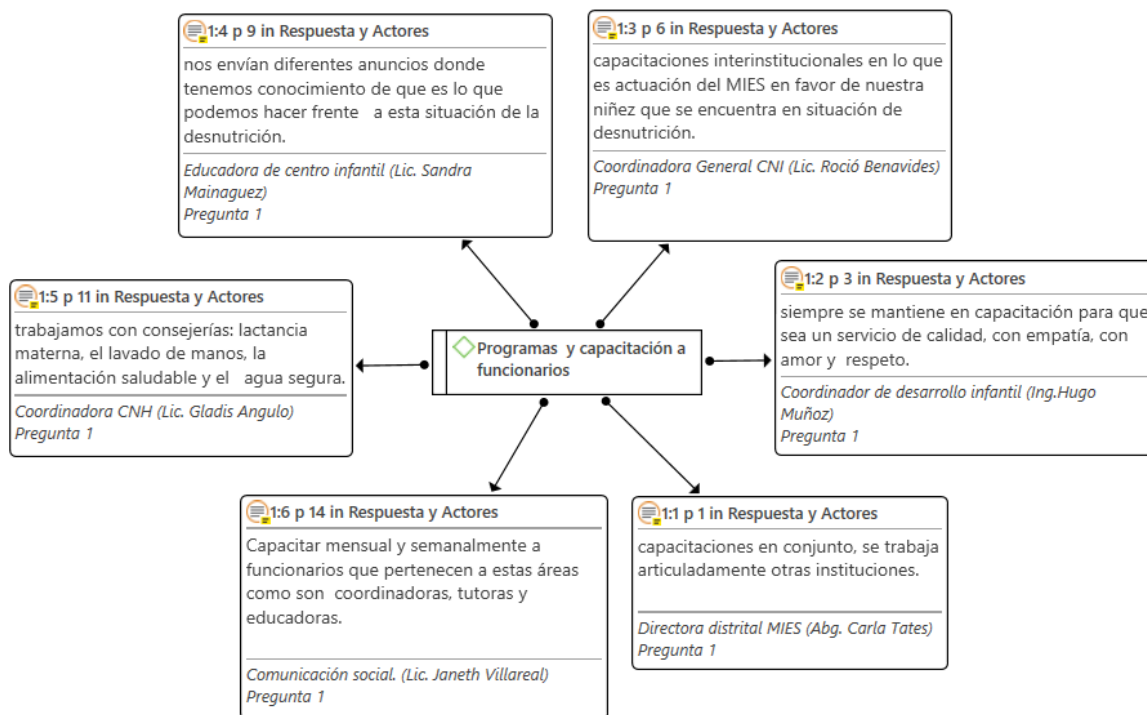 1:4 p 9 in Respuesta y Actores
nos envían diferentes anuncios donde
tenemos conocimiento de que es lo que
podemos hacer frente a esta situación de la
desnutrición.
Educadora de centro infantil (Lic. Sandra
Mainaguez)
Pregunta 1
1:3 p 6 in Respuesta y Actores
capacitaciones interinstitucionales en lo que
es actuación del MIES en favor de nuestra
niñez que se encuentra en situación de
desnutrición.
Coordinadora General CNI (Lic. Roció Benavides)
Pregunta 1
1:5 p 11 in Respuesta y Actores
trabajamos con consejerías: lactancia
materna, el lavado de manos, la
alimentación saludable y el agua segura.
Coordinadora CNH (Lic. Gladis Angulo)
Pregunta 1
Programas y capacitación a
funcionarios
1:2 p 3 in Respuesta y Actores
siempre se mantiene en capacitación para que
sea un servicio de calidad, con empatía, con
amor y respeto.
Coordinador de desarrollo infantil (Ing.Hugo
Muñoz)
Pregunta 1
1:6 p 14 in Respuesta y Actores
Capacitar mensual y semanalmente a
funcionarios que pertenecen a estas áreas
como son coordinadoras, tutoras y
educadoras.
Comunicación social. (Lic. Janeth Villareal)
Pregunta 1
1:1 p 1 in Respuesta y Actores
capacitaciones en conjunto, se trabaja
articuladamente otras instituciones.
Directora distrital MIES (Abg. Carla Tates)
Pregunta 1